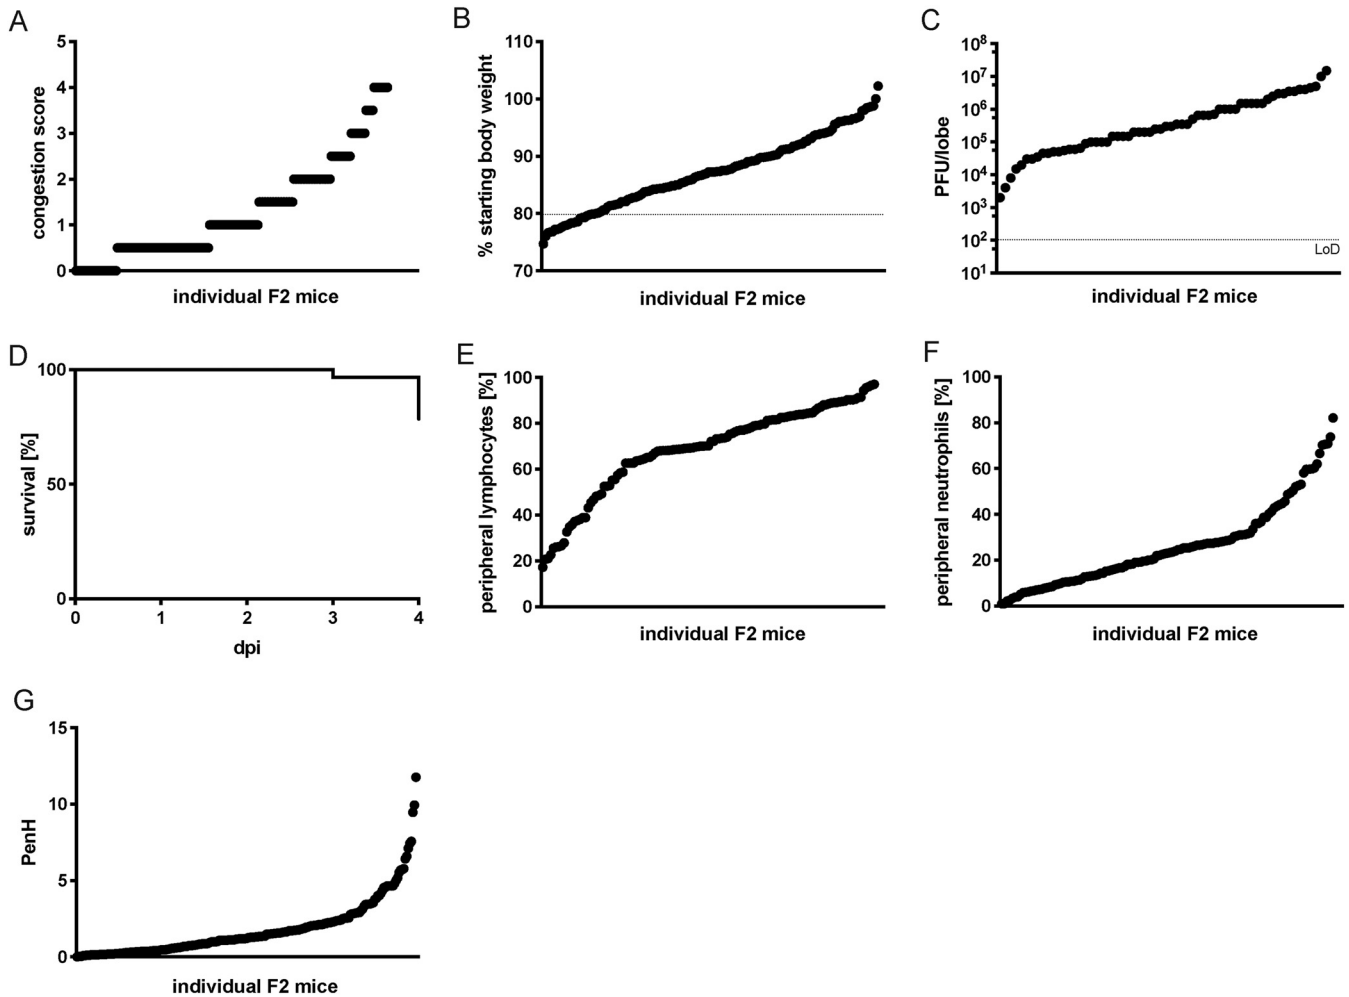 A
congestion score
5
4
3
2
1
0
individual F2 mice
B
% starting body weight
110
100
90
80
70
individual F2 mice
C
PFU/lobe
10⁸
10⁷
10⁶
10⁵
10⁴
10³
10²
10¹
LoD
individual F2 mice
D
survival [%]
100
50
0
0 1 2 3 4
dpi
E
peripheral lymphocytes [%]
100
80
60
40
20
0
individual F2 mice
F
peripheral neutrophils [%]
100
80
60
40
20
0
individual F2 mice
G
PenH
15
10
5
0
individual F2 mice